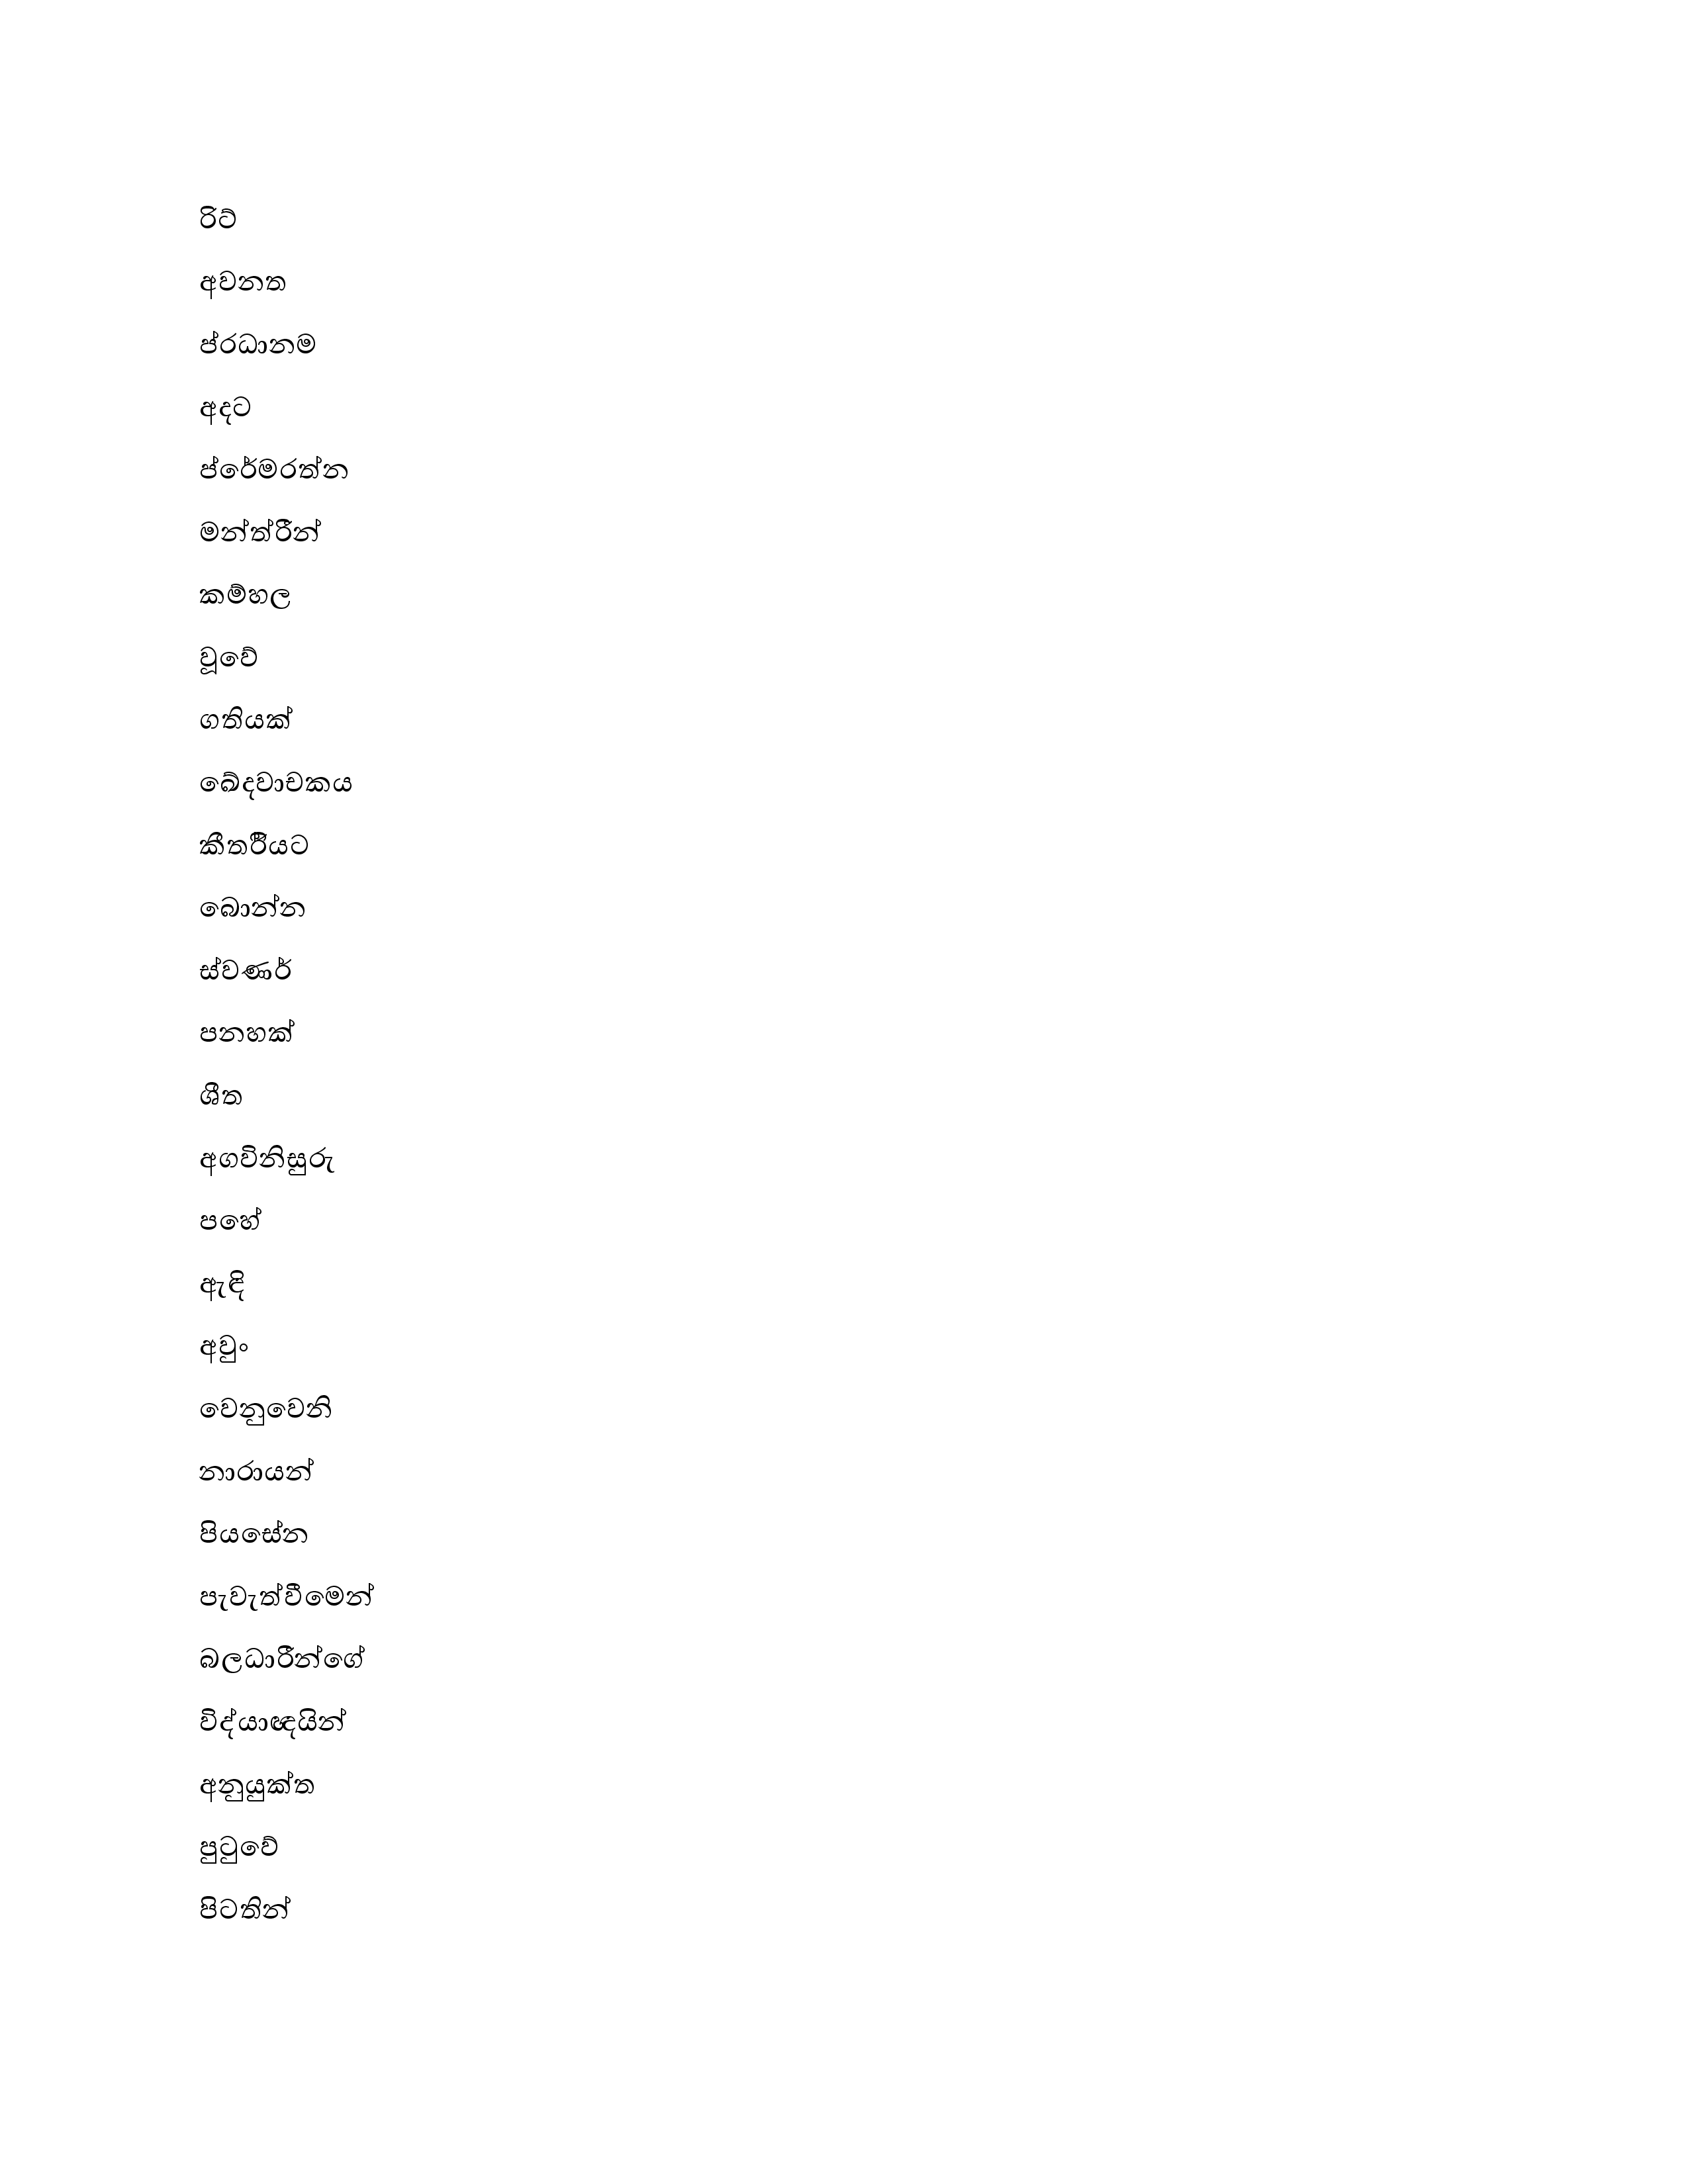 රිට්
අවනත
ප්රධානම
අදට
ප්රේමරත්න
මන්ත්රීන්
කම්හල
වූවේ
ගතියක්
ඛේදවාචකය
කීතර්යට
බොන්න
ස්වණර්
පනහක්
ශීත
අගවිනිසුරු
පහේ
ඇඳි
අවුං
වෙනුවෙනි
නාරායන්
පියසේන
පැවැත්වීමෙන්
බලධාරීන්ගේ
විද්යාඥයින්
අනුයුක්ත
පුටුවේ
පිටතින්